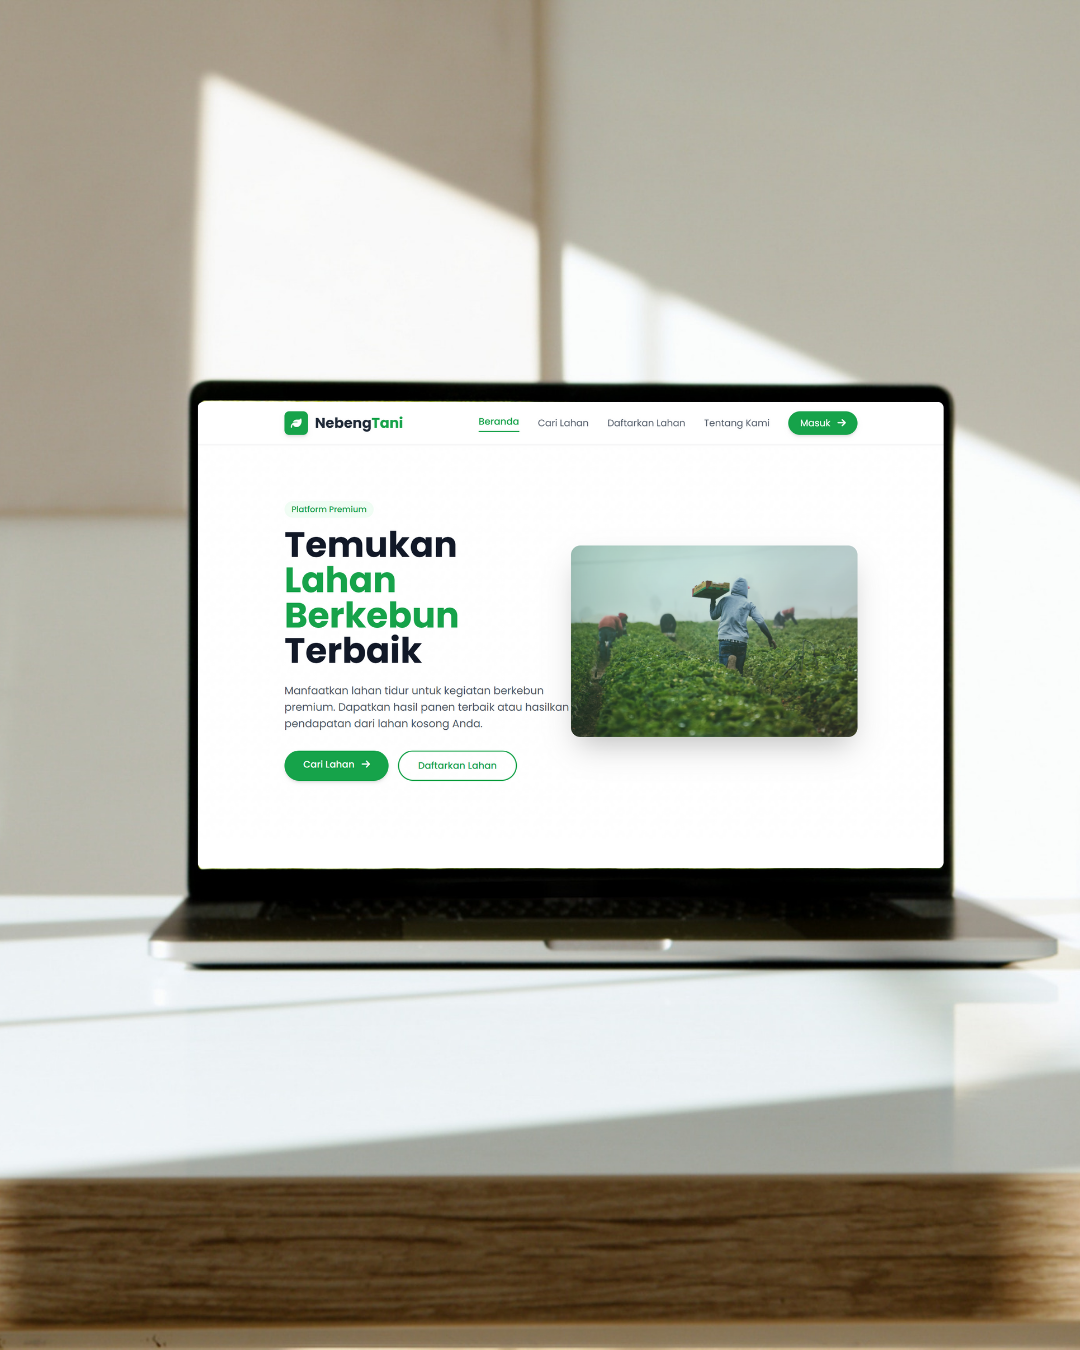 NebengTani
Beranda
Cari Lahan
Daftarkan Lahan
Tentang Kami
Masuk
Platform Premium
Temukan
Lahan
Berkebun
Terbaik
Manfaatkan lahan tidur untuk kegiatan berkebun
premium. Dapatkan hasil panen terbaik atau hasilkan
pendapatan dari lahan kosong Anda.
Cari Lahan
Daftarkan Lahan